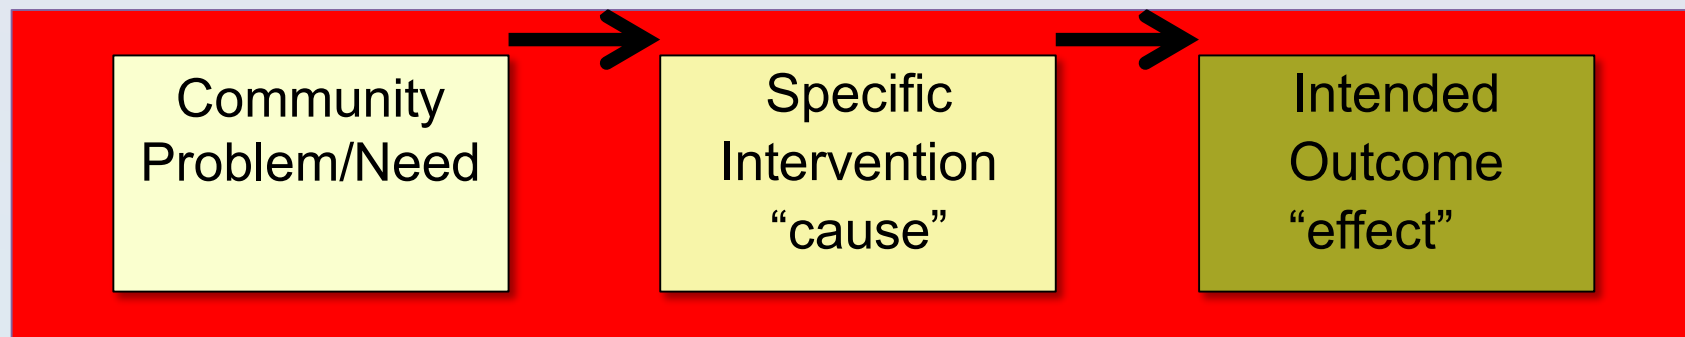 Community
Problem/Need
Specific
Intervention
“cause”
Intended
Outcome
“effect”